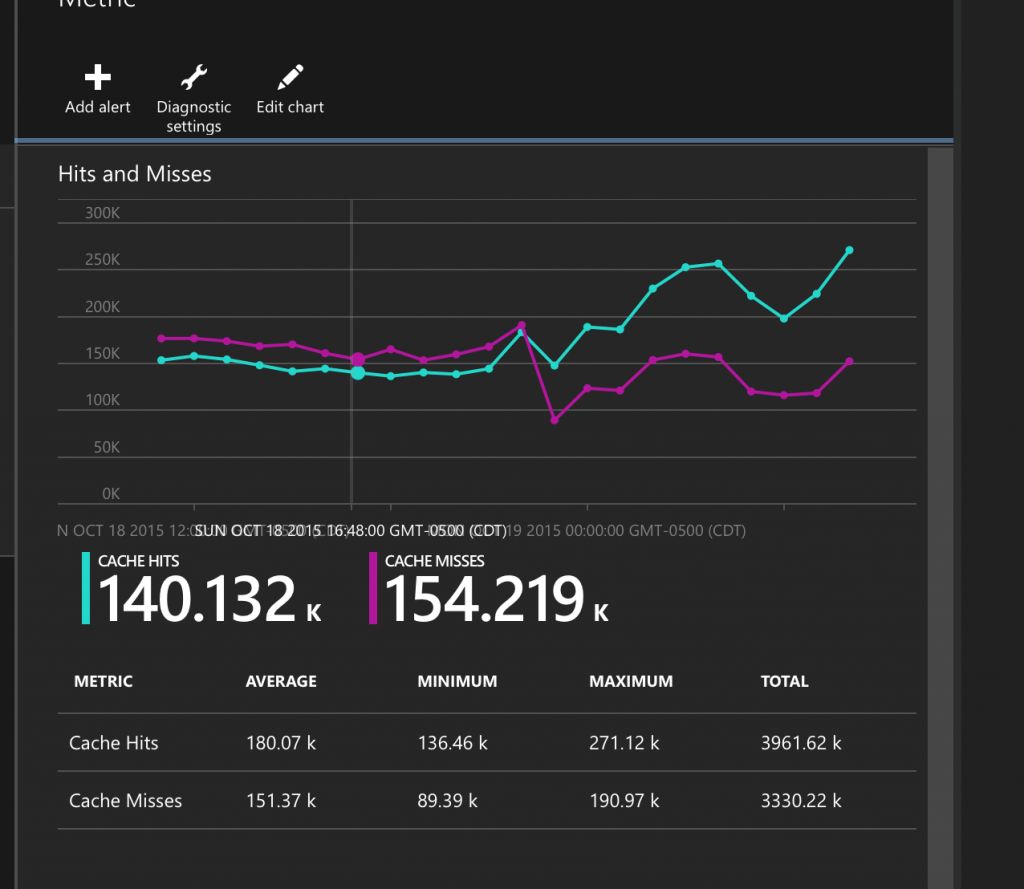 Metric
Add alert
Diagnostic settings
Edit chart
Hits and Misses
300K
250K
200K
150K
100K
50K
0K
N OCT 18 2015 SUN OCT 18 2015 16:48:00 GMT-0500 (CDT) 19 2015 00:00:00 GMT-0500 (CDT)
CACHE HITS
140.132 K
CACHE MISSES
154.219 K
METRIC AVERAGE MINIMUM MAXIMUM TOTAL
Cache Hits 180.07 k 136.46 k 271.12 k 3961.62 k
Cache Misses 151.37 k 89.39 k 190.97 k 3330.22 k